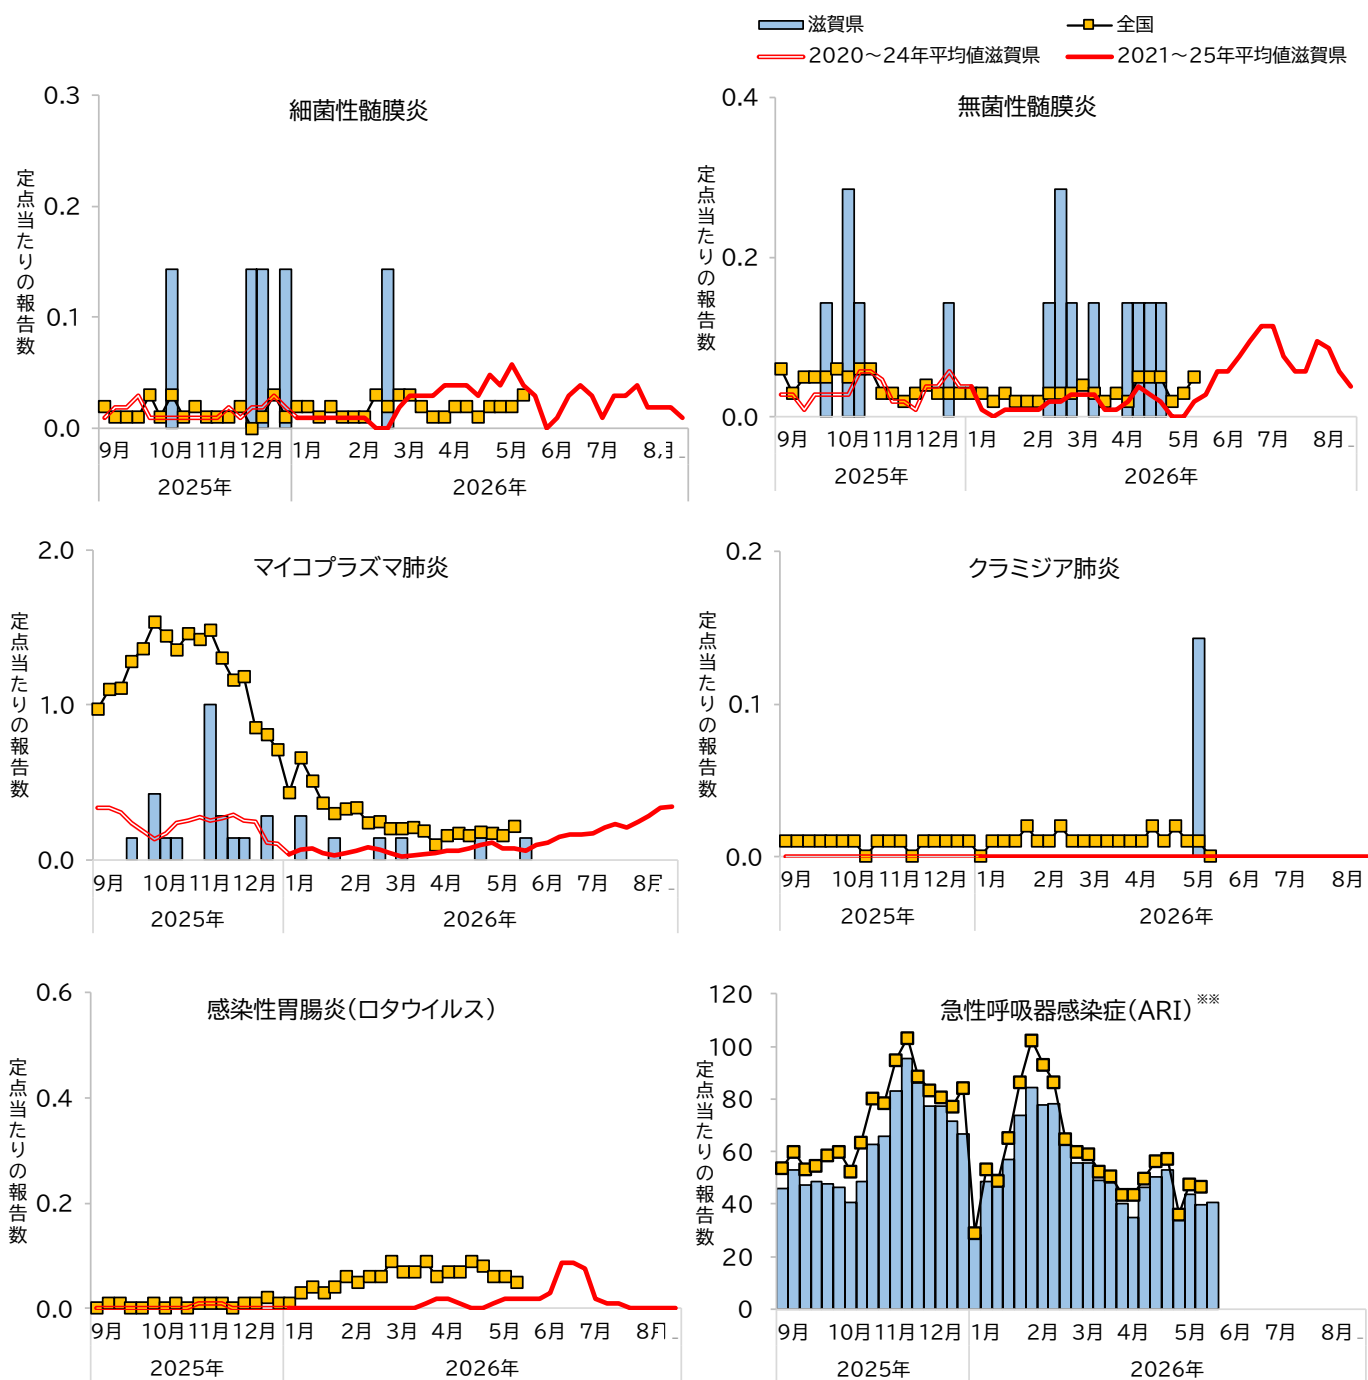 滋賀県
全国
2020～24年平均値滋賀県
2021～25年平均値滋賀県
細菌性髄膜炎
定点当たりの報告数
0.3
0.2
0.1
0.0
9月 10月 11月 12月 1月 2月 3月 4月 5月 6月 7月
2025年 2026年
無菌性髄膜炎
定点当たりの報告数
0.4
0.2
0.0
9月 10月 11月 12月 1月 2月 3月 4月 5月 6月 7月 8月
2025年 2026年
マイコプラズマ肺炎
定点当たりの報告数
2.0
1.0
0.0
9月 10月 11月 12月 1月 2月 3月 4月 5月 6月 7月 8月
2025年 2026年
クラミジア肺炎
定点当たりの報告数
0.2
0.1
0.0
9月 10月 11月 12月 1月 2月 3月 4月 5月 6月 7月 8月
2025年 2026年
感染性胃腸炎（ロタウイルス）
定点当たりの報告数
0.6
0.4
0.2
0.0
9月 10月 11月 12月 1月 2月 3月 4月 5月 6月 7月 8月
2025年 2026年
急性呼吸器感染症（ARI）※※
定点当たりの報告数
120
100
80
60
40
20
0
9月 10月 11月 12月 1月 2月 3月 4月 5月 6月 7月 8月
2025年 2026年